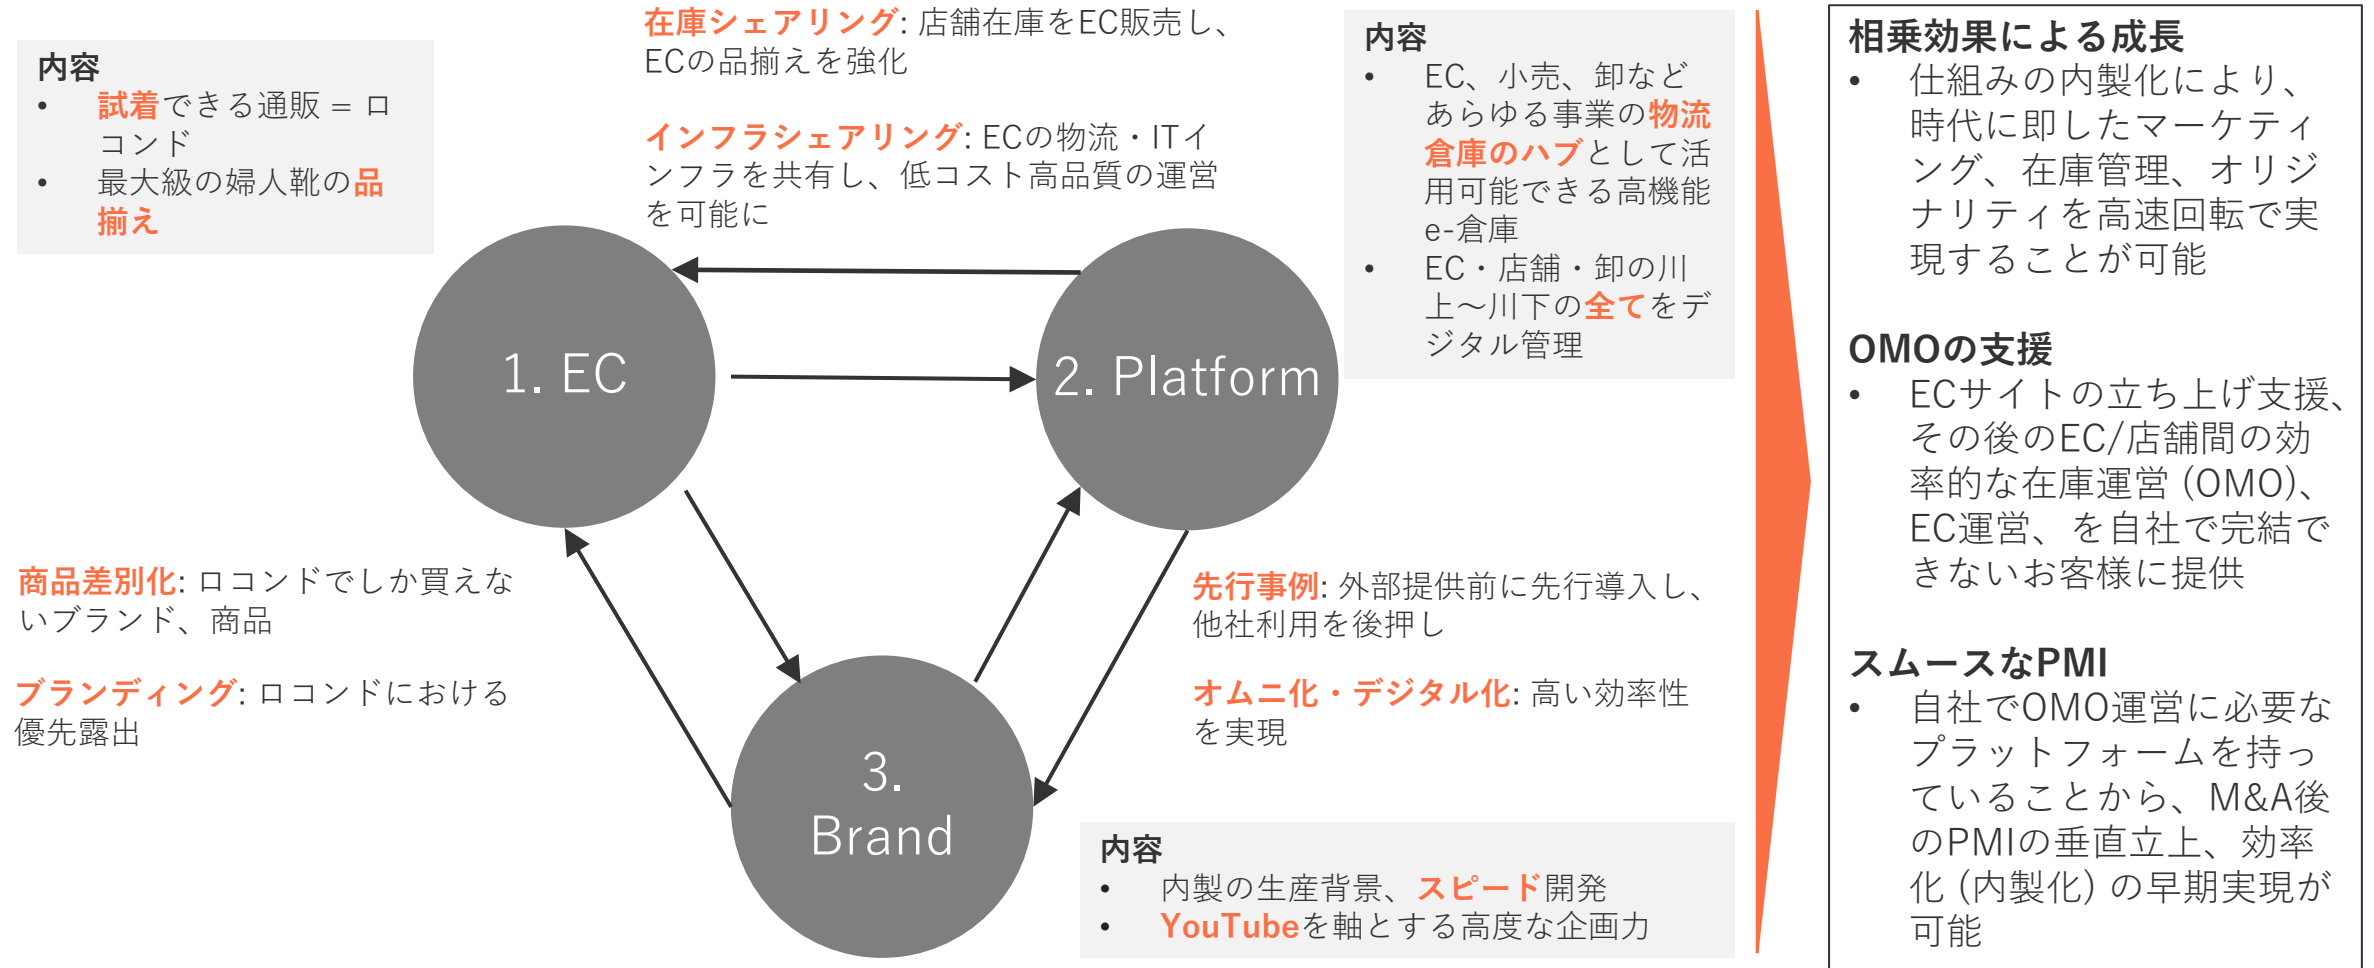 内容
• 試着できる通販 = ロ
コンド
• 最大級の婦人靴の品
揃え
在庫シェアリング: 店舗在庫をEC販売し、
ECの品揃えを強化
インフラシェアリング: ECの物流・ITイ
ンフラを共有し、低コスト高品質の運営
を可能に
内容
• EC、小売、卸など
あらゆる事業の物流
倉庫のハブとして活
用可能できる高機能
e-倉庫
• EC・店舗・卸の川
上～川下の全てをデ
ジタル管理
1. EC
2. Platform
商品差別化: ロコンドでしか買えな
いブランド、商品
ブランディング: ロコンドにおける
優先露出
先行事例: 外部提供前に先行導入し、
他社利用を後押し
オムニ化・デジタル化: 高い効率性
を実現
3.
Brand
内容
• 内製の生産背景、スピード開発
• YouTubeを軸とする高度な企画力
相乗効果による成長
• 仕組みの内製化により、
時代に即したマーケティ
ング、在庫管理、オリジ
ナリティを高速回転で実
現することが可能
OMOの支援
• ECサイトの立ち上げ支援、
その後のEC/店舗間の効
率的な在庫運営 (OMO)、
EC運営、を自社で完結で
きないお客様に提供
スムースなPMI
• 自社でOMO運営に必要な
プラットフォームを持っ
ていることから、M&A後
のPMIの垂直立上、効率
化 (内製化) の早期実現が
可能